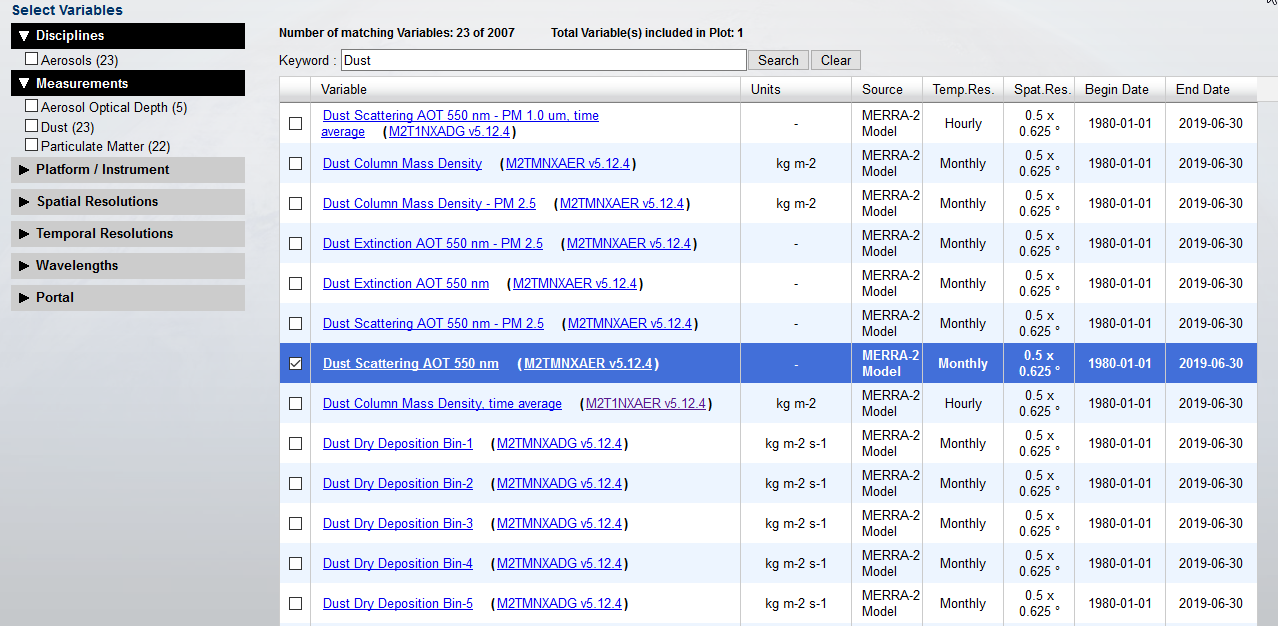 Select Variables
Disciplines
Aerosols (23)
Measurements
Aerosol Optical Depth (5)
Dust (23)
Particulate Matter (22)
Platform / Instrument
Spatial Resolutions
Temporal Resolutions
Wavelengths
Portal
Number of matching Variables: 23 of 2007 Total Variable(s) included in Plot: 1
Keyword : Dust Search Clear
Variable Units Source Temp.Res. Spat.Res. Begin Date End Date
Dust Scattering AOT 550 nm - PM 1.0 um, time MERRA-2 0.5 x
average (M2T1NXADG v5.12.4) - Model Hourly 0.625 ° 1980-01-01 2019-06-30
MERRA-2 0.5 x
Dust Column Mass Density (M2TMNXAER v5.12.4) kg m-2 Monthly 1980-01-01 2019-06-30
Model 0.625 °
MERRA-2 0.5 x
Dust Column Mass Density - PM 2.5 (M2TMNXAER v5.12.4) kg m-2 Monthly 1980-01-01 2019-06-30
Model 0.625 °
MERRA-2 0.5 x
Dust Extinction AOT 550 nm - PM 2.5 (M2TMNXAER v5.12.4) - Monthly 1980-01-01 2019-06-30
Model 0.625 °
MERRA-2 0.5 x
Dust Extinction AOT 550 nm (M2TMNXAER v5.12.4) - Monthly 1980-01-01 2019-06-30
Model 0.625 °
MERRA-2 0.5 x
Dust Scattering AOT 550 nm - PM 2.5 (M2TMNXAER v5.12.4) - Monthly 1980-01-01 2019-06-30
Model 0.625 °
MERRA-2 0.5 x
Dust Scattering AOT 550 nm (M2TMNXAER v5.12.4) - Monthly 1980-01-01 2019-06-30
Model 0.625 °
MERRA-2 0.5 x
Dust Column Mass Density, time average (M2T1NXAER v5.12.4) kg m-2 Hourly 1980-01-01 2019-06-30
Model 0.625 °
MERRA-2 0.5 x
Dust Dry Deposition Bin-1 (M2TMNXADG v5.12.4) kg m-2 s-1 Monthly 1980-01-01 2019-06-30
Model 0.625 °
MERRA-2 0.5 x
Dust Dry Deposition Bin-2 (M2TMNXADG v5.12.4) kg m-2 s-1 Monthly 1980-01-01 2019-06-30
Model 0.625 °
MERRA-2 0.5 x
Dust Dry Deposition Bin-3 (M2TMNXADG v5.12.4) kg m-2 s-1 Monthly 1980-01-01 2019-06-30
Model 0.625 °
MERRA-2 0.5 x
Dust Dry Deposition Bin-4 (M2TMNXADG v5.12.4) kg m-2 s-1 Monthly 1980-01-01 2019-06-30
Model 0.625 °
MERRA-2 0.5 x
Dust Dry Deposition Bin-5 (M2TMNXADG v5.12.4) kg m-2 s-1 Monthly 1980-01-01 2019-06-30
Model 0.625 °